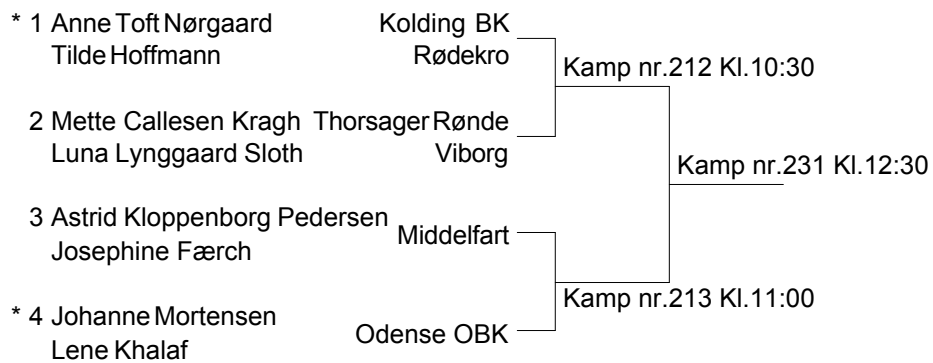 * 1 Anne Toft Nørgaard Kolding BK
Tilde Hoffmann Rødekro
Kamp nr.212 Kl.10:30
2 Mette Callesen Kragh Thorsager Rønde
Luna Lynggaard Sloth Viborg
Kamp nr.231 Kl.12:30
3 Astrid Kloppenborg Pedersen Middelfart
Josephine Færch
Kamp nr.213 Kl.11:00
* 4 Johanne Mortensen Odense OBK
Lene Khalaf